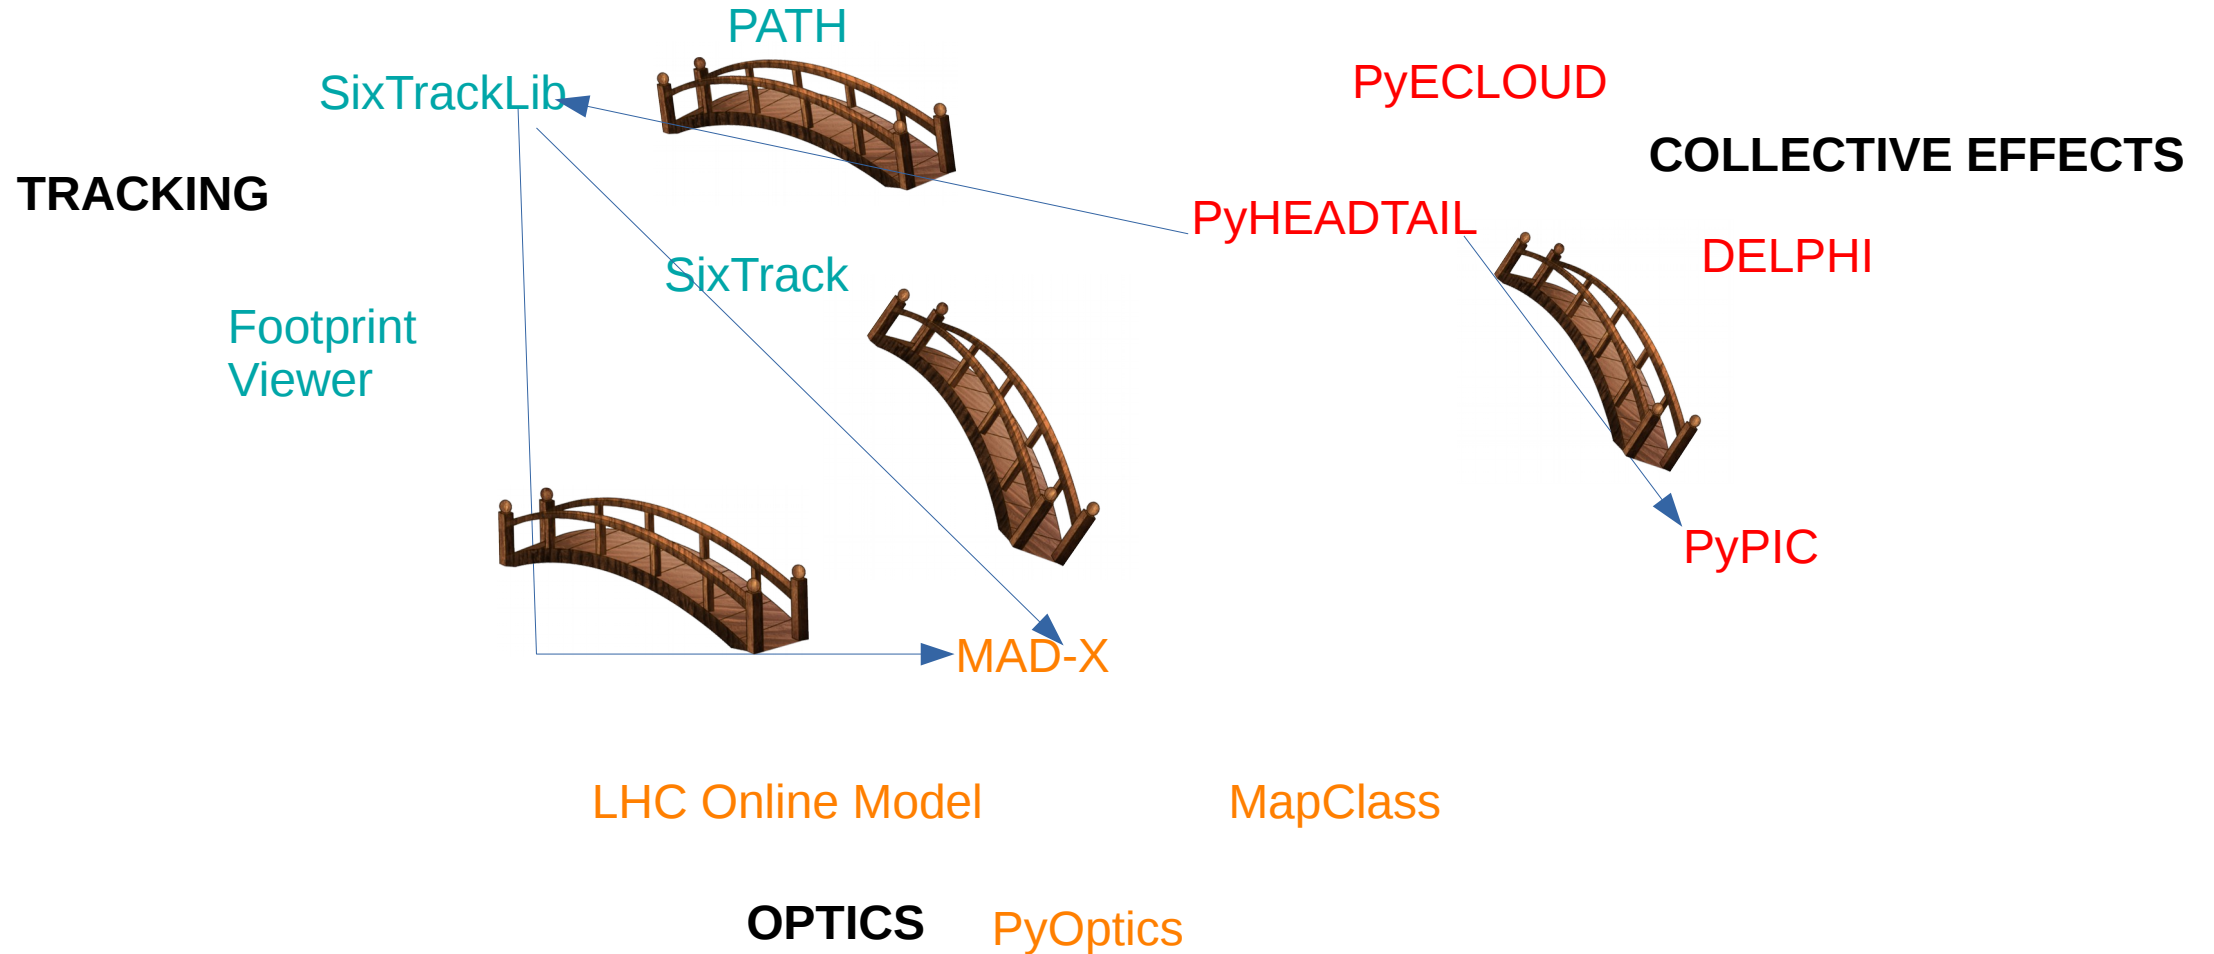 PATH
SixTrackLib
PyECLOUD
COLLECTIVE EFFECTS
TRACKING
PyHEADTAIL
DELPHI
SixTrack
Footprint
Viewer
PyPIC
MAD-X
LHC Online Model
MapClass
OPTICS
PyOptics